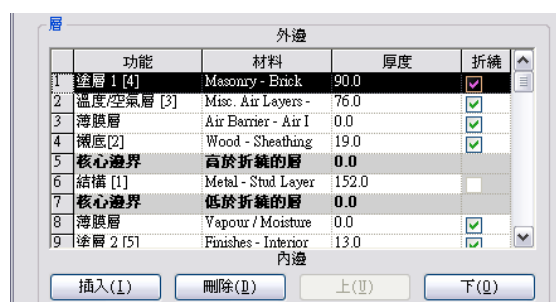 層
外邊
功能 材料 厚度 折繞
1 塗層 1 [4] Masonry - Brick 90.0
2 溫度/空氣層 [3] Misc. Air Layers - 76.0
3 薄膜層 Air Barrier - Air I 0.0
4 襯底[2] Wood - Sheathing 19.0
5 核心邊界 高於折繞的層 0.0
6 結構 [1] Metal - Stud Layer 152.0
7 核心邊界 低於折繞的層 0.0
8 薄膜層 Vapour / Moisture 0.0
9 塗層 2 [5] Finishes - Interior 13.0
內邊
插入(I) 刪除(D) 上(U) 下(O)